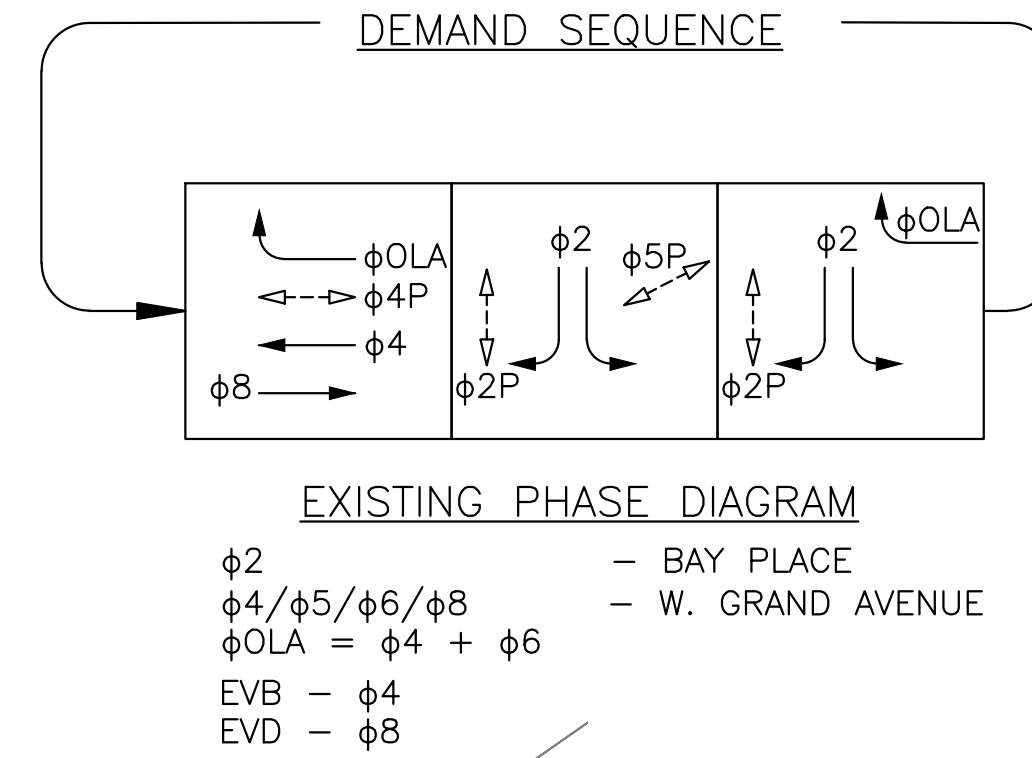 DEMAND SEQUENCE
ϕOLA
ϕ4P
ϕ4
ϕ8
ϕ2
ϕ5P
ϕ2P
ϕOLA
ϕ2
ϕ2P
EXISTING PHASE DIAGRAM
ϕ2 – BAY PLACE
ϕ4/ϕ5/ϕ6/ϕ8 – W. GRAND AVENUE
ϕOLA = ϕ4 + ϕ6
EVB – ϕ4
EVD – ϕ8